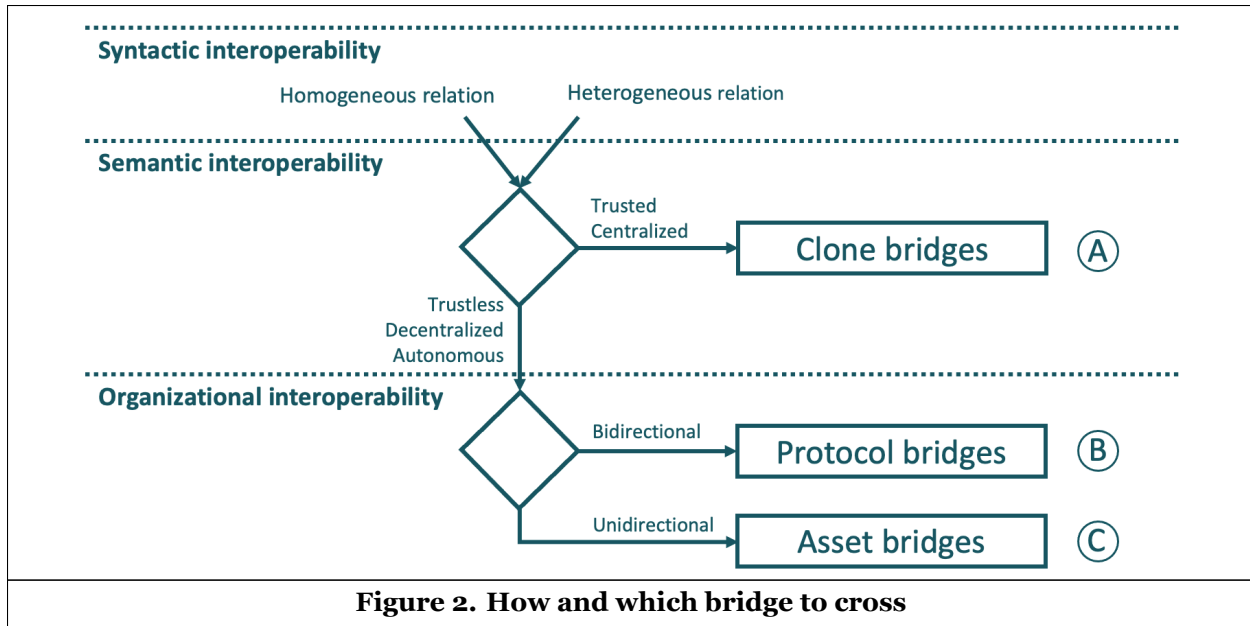 Syntactic interoperability
Homogeneous relation
Heterogeneous relation
Semantic interoperability
Trusted
Centralized
Clone bridges
A
Trustless
Decentralized
Autonomous
Organizational interoperability
Bidirectional
Protocol bridges
B
Unidirectional
Asset bridges
C
Figure 2. How and which bridge to cross